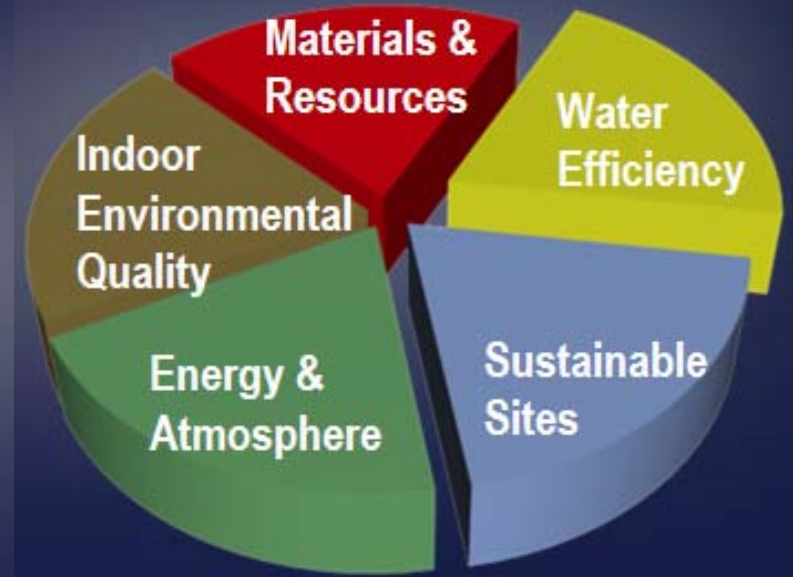 Materials &
Resources
Water
Efficiency
Indoor
Environmental
Quality
Sustainable
Sites
Energy &
Atmosphere